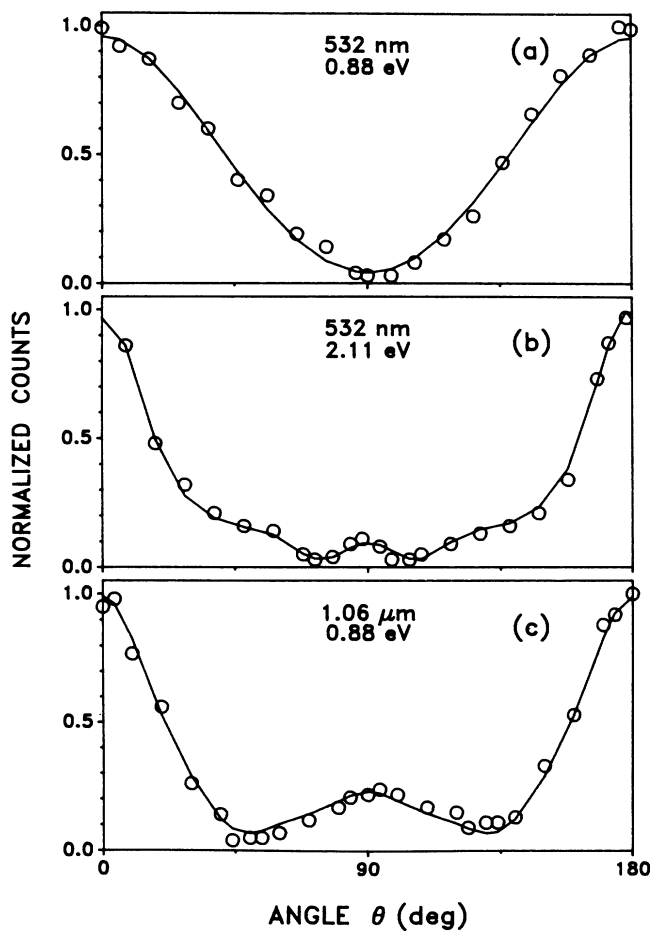 1.0
532 nm
0.88 eV
(a)
0.5
0.0
1.0
532 nm
2.11 eV
(b)
0.5
0.0
1.0
1.06 μm
0.88 eV
(c)
0.5
0.0
0 90 180
NORMALIZED COUNTS
ANGLE θ (deg)